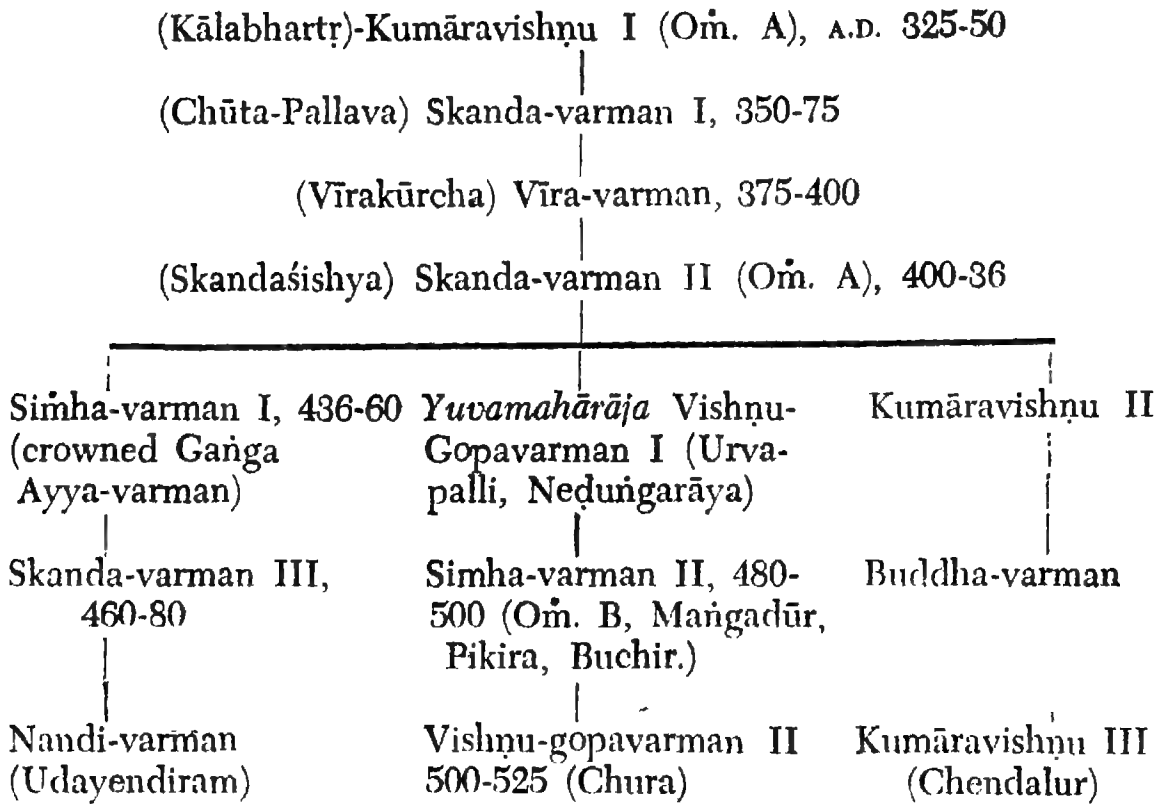 (Kālabhartṛ)-Kumāravishṇu I (Oṁ. A), A.D. 325-50
(Chūta-Pallava) Skanda-varman I, 350-75
(Vīrakūrcha) Vīra-varman, 375-400
(Skandaśishya) Skanda-varman II (Oṁ. A), 400-36
Siṁha-varman I, 436-60
(crowned Gaṅga
Ayya-varman)
Yuvamahārāja Vishṇu-
Gopavarman I (Urva-
palli, Neḍuṅgarāya)
Kumāravishṇu II
Skanda-varman III,
460-80
Simha-varman II, 480-
500 (Oṁ. B, Maṅgadūr,
Pikira, Buchir.)
Buddha-varman
Nandi-varman
(Udayendiram)
Vishṇu-gopavarman II
500-525 (Chura)
Kumāravishṇu III
(Chendalur)